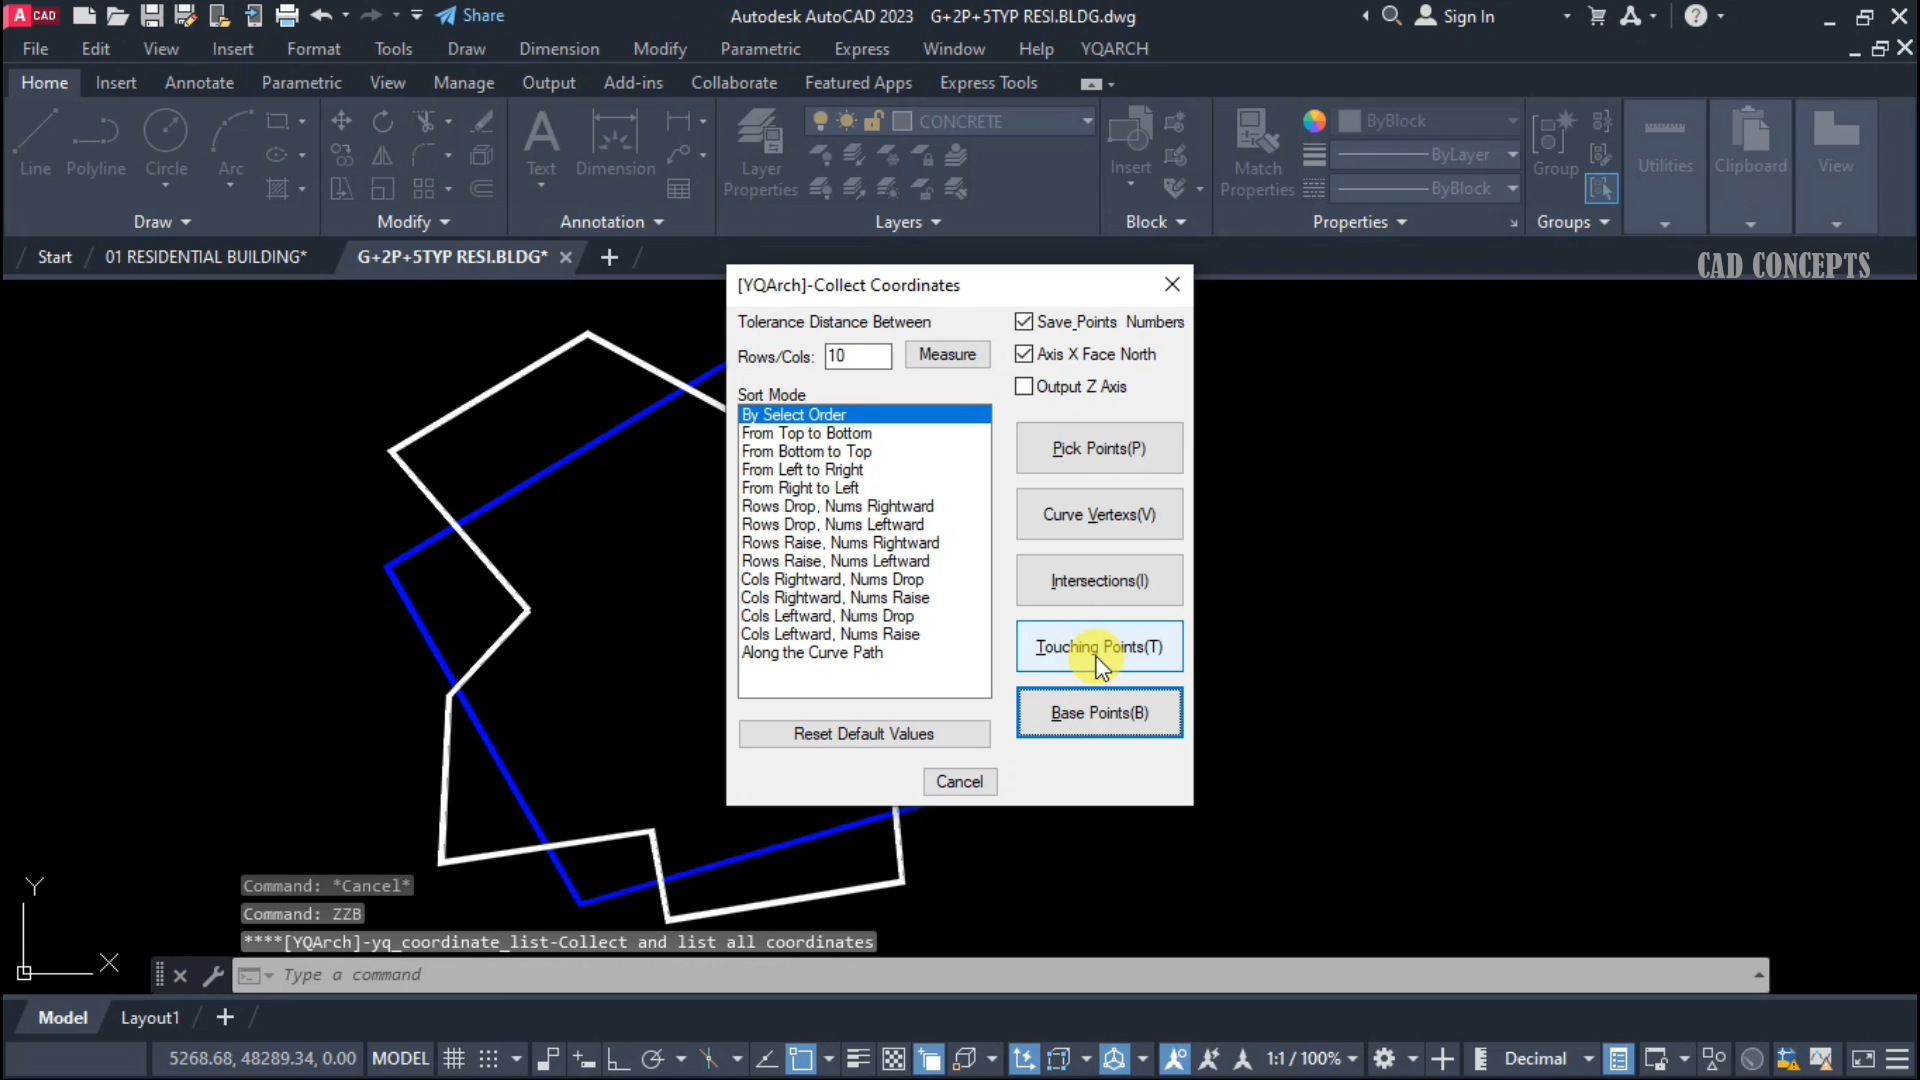 A CAD
Share
Autodesk AutoCAD 2023 G+2P+5TYP RESI.BLDG.dwg
Sign In
File Edit View Insert Format Tools Draw Dimension Modify Parametric Express Window Help YQARCH
Home Insert Annotate Parametric View Manage Output Add-ins Collaborate Featured Apps Express Tools
CONCRETE
ByBlock
ByLayer
ByBlock
Line Polyline Circle Arc
Text Dimension
Layer Properties
Insert
Match Properties
Group
Utilities
Clipboard
View
Draw Modify Annotation Layers Block Properties Groups
Start 01 RESIDENTIAL BUILDING* G+2P+5TYP RESI.BLDG*
CAD CONCEPTS
[YQArch]-Collect Coordinates
Tolerance Distance Between
Rows/Cols: 10 Measure
Save_Points Numbers
Axis X Face North
Output Z Axis
Sort Mode
By Select Order
From Top to Bottom
From Bottom to Top
From Left to Rright
From Right to Left
Rows Drop, Nums Rightward
Rows Drop, Nums Leftward
Rows Raise, Nums Rightward
Rows Raise, Nums Leftward
Cols Rightward, Nums Drop
Cols Rightward, Nums Raise
Cols Leftward, Nums Drop
Cols Leftward, Nums Raise
Along the Curve Path
Pick Points(P)
Curve Vertexs(V)
Intersections(I)
Touching Points(T)
Base Points(B)
Reset Default Values
Cancel
Y
X
Command: *Cancel*
Command: ZZB
****[YQArch]-yq_coordinate_list-Collect and list all coordinates
Type a command
Model Layout1
5268.68, 48289.34, 0.00 MODEL 1:1 / 100% Decimal